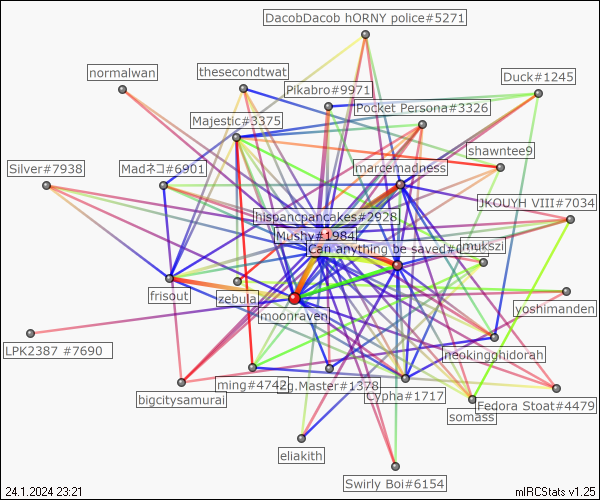 DacobDacob hORNY police#5271
normalwan
thesecondtwat
Duck#1245
Pikabro#9971
Pocket Persona#3326
Majestic#3375
shawntee9
Silver#7938
Madネコ#6901
marcemadness
JKOUYH VIII#7034
hispancpancakes#2928
Mushy#1984
Can anything be saved#0
mukszi
frisout
zebula
yoshimanden
moonraven
LPK2387 #7690
neokingghidorah
ming#4742
g.Master#1378
Cypha#1717
bigcitysamurai
Fedora Stoat#4479
somass
eliakith
Swirly Boi#6154
24.1.2024 23:21
mIRCStats v1.25